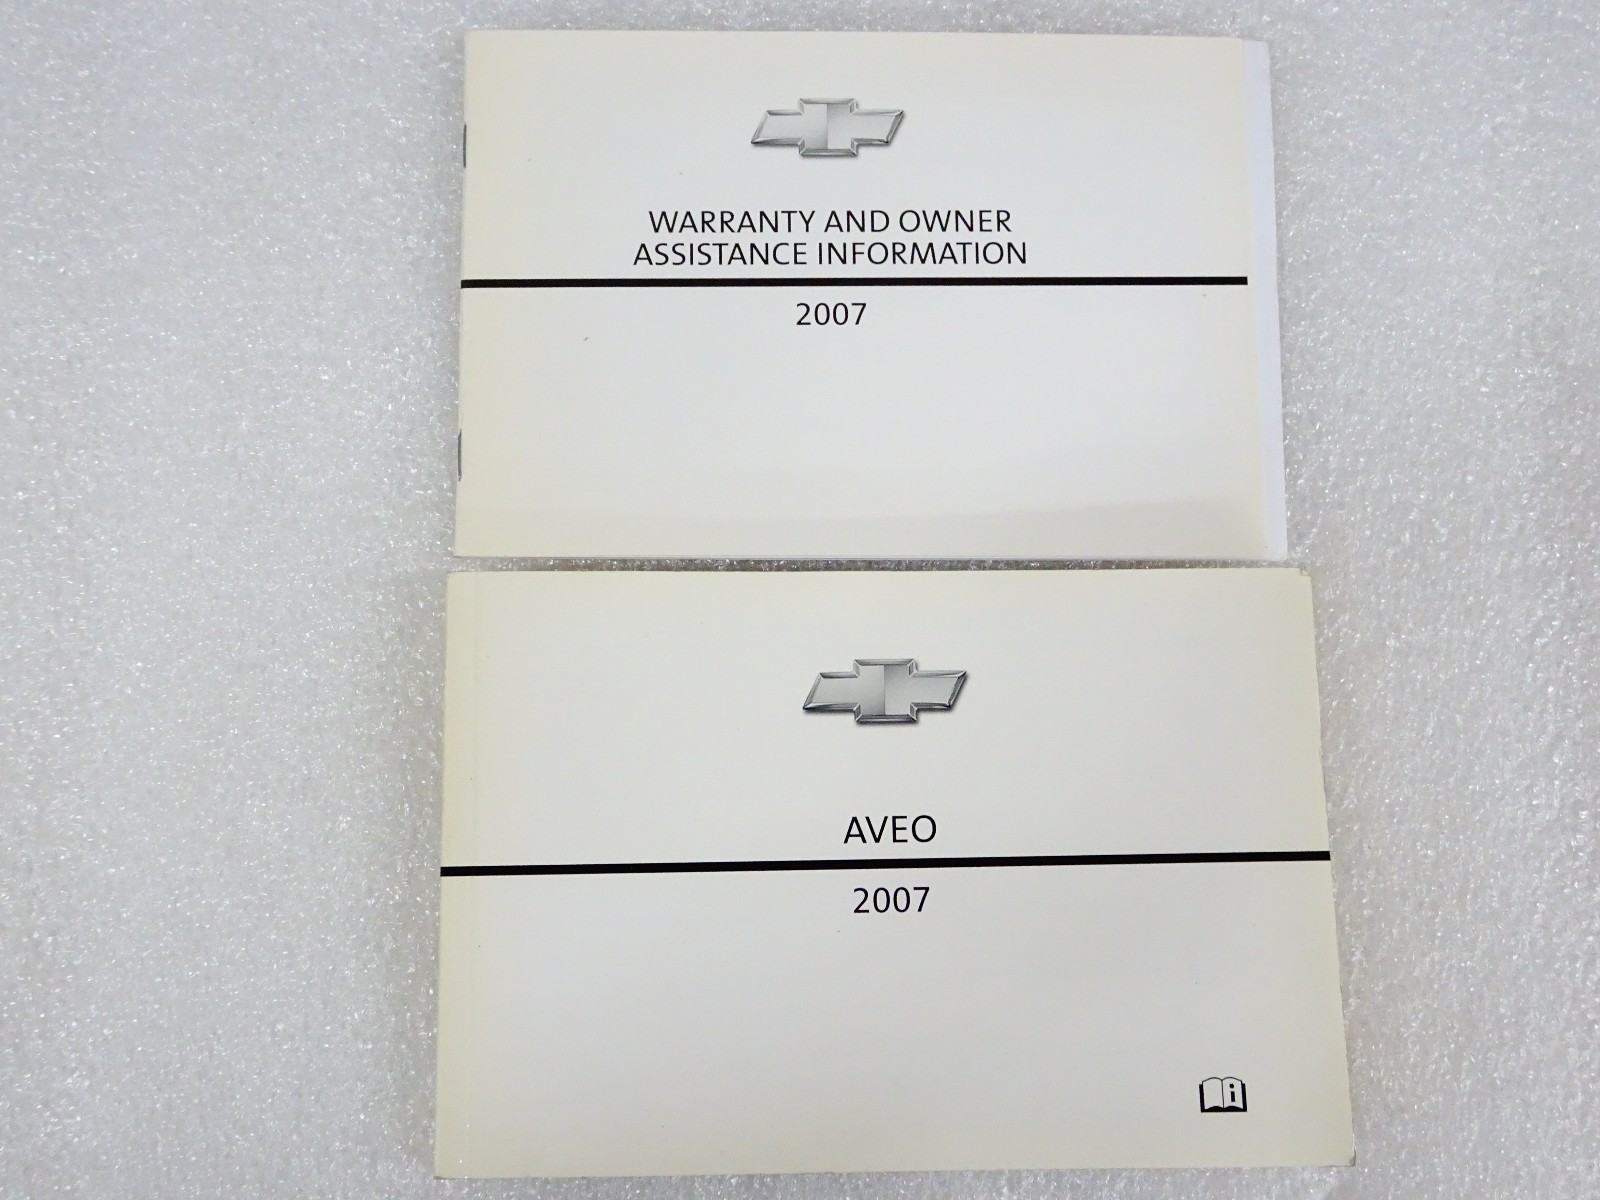 WARRANTY AND OWNER
ASSISTANCE INFORMATION
2007
AVEO
2007
i